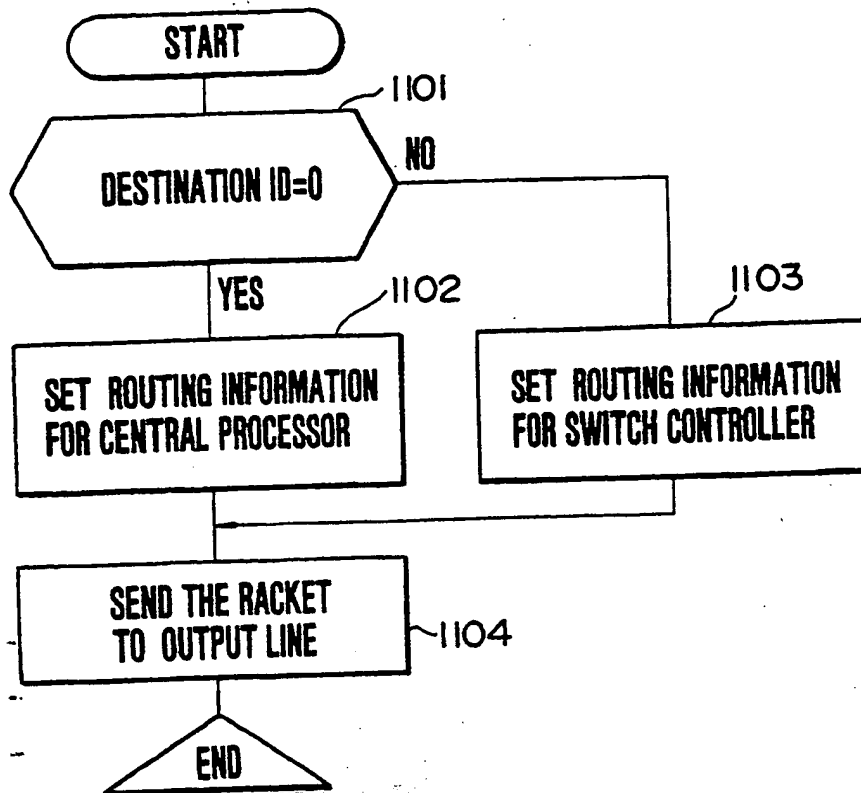 START
1101
DESTINATION ID=0
NO
YES
1102
1103
SET ROUTING INFORMATION
FOR CENTRAL PROCESSOR
SET ROUTING INFORMATION
FOR SWITCH CONTROLLER
SEND THE RACKET
TO OUTPUT LINE
1104
END